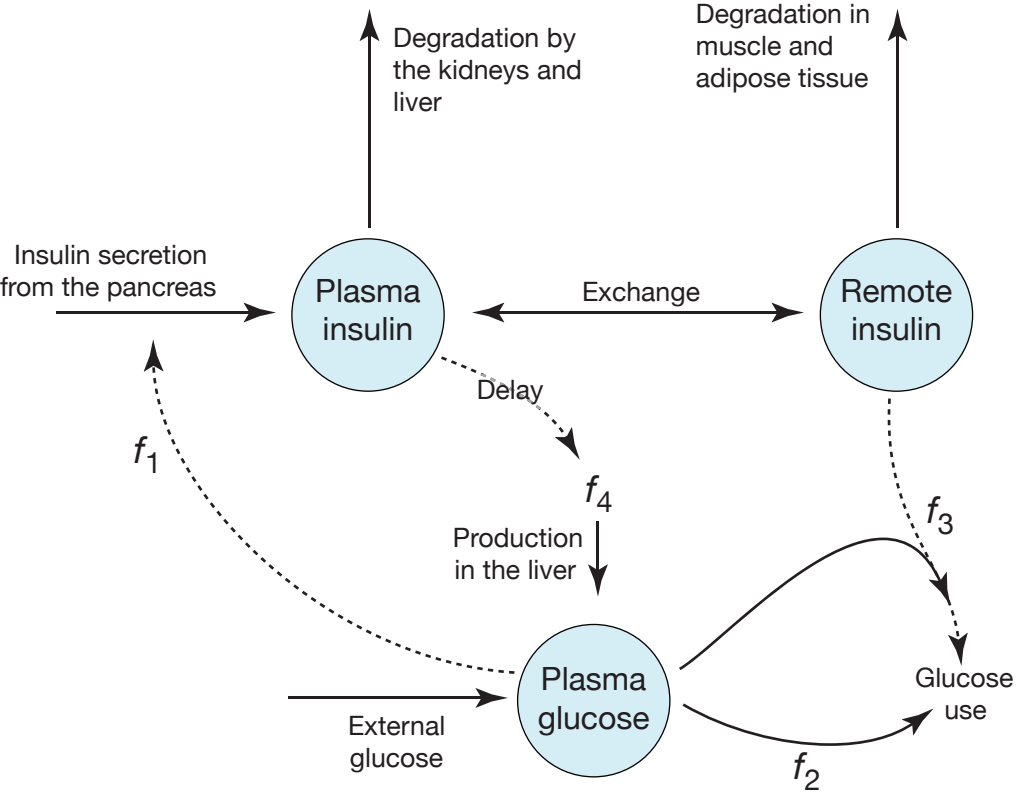 Degradation by
the kidneys and
liver
Degradation in
muscle and
adipose tissue
Insulin secretion
from the pancreas
Plasma
insulin
Exchange
Remote
insulin
Delay
f1
f4
f3
Production
in the liver
Plasma
glucose
External
glucose
Glucose
use
f2